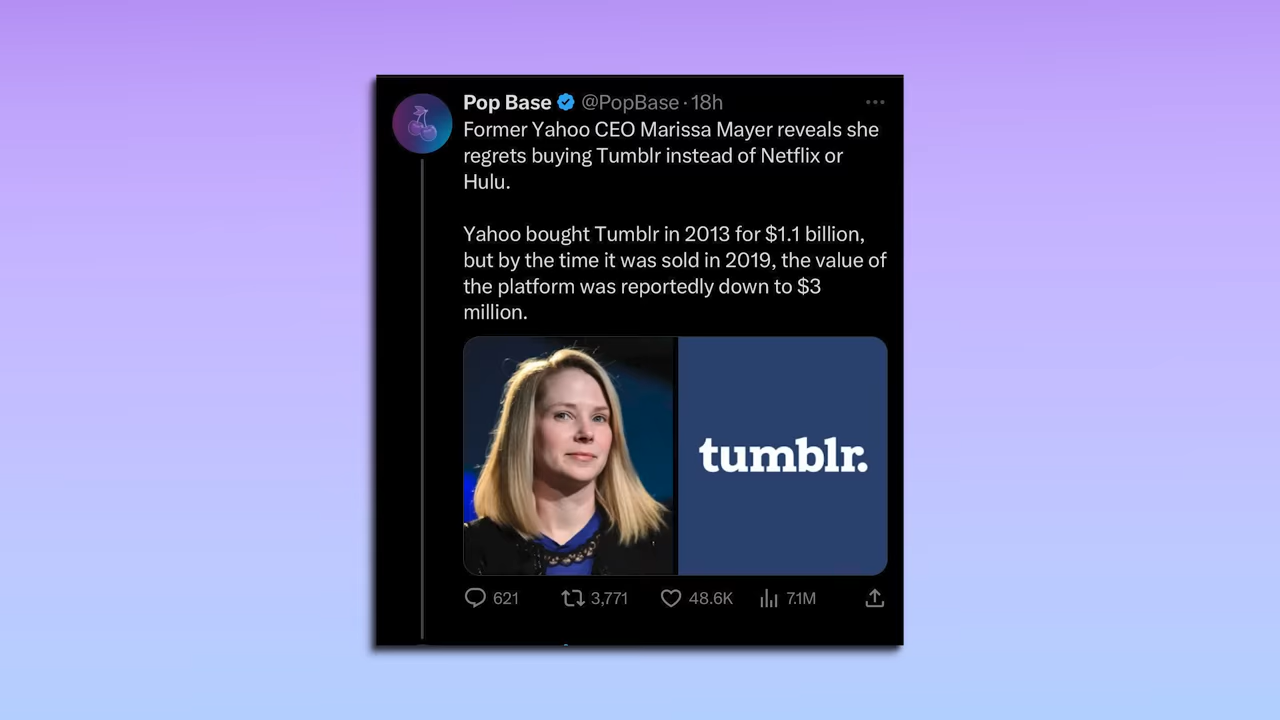 Pop Base @PopBase · 18h
Former Yahoo CEO Marissa Mayer reveals she
regrets buying Tumblr instead of Netflix or
Hulu.
Yahoo bought Tumblr in 2013 for $1.1 billion,
but by the time it was sold in 2019, the value of
the platform was reportedly down to $3
million.
tumblr.
621 3,771 48.6K 7.1M